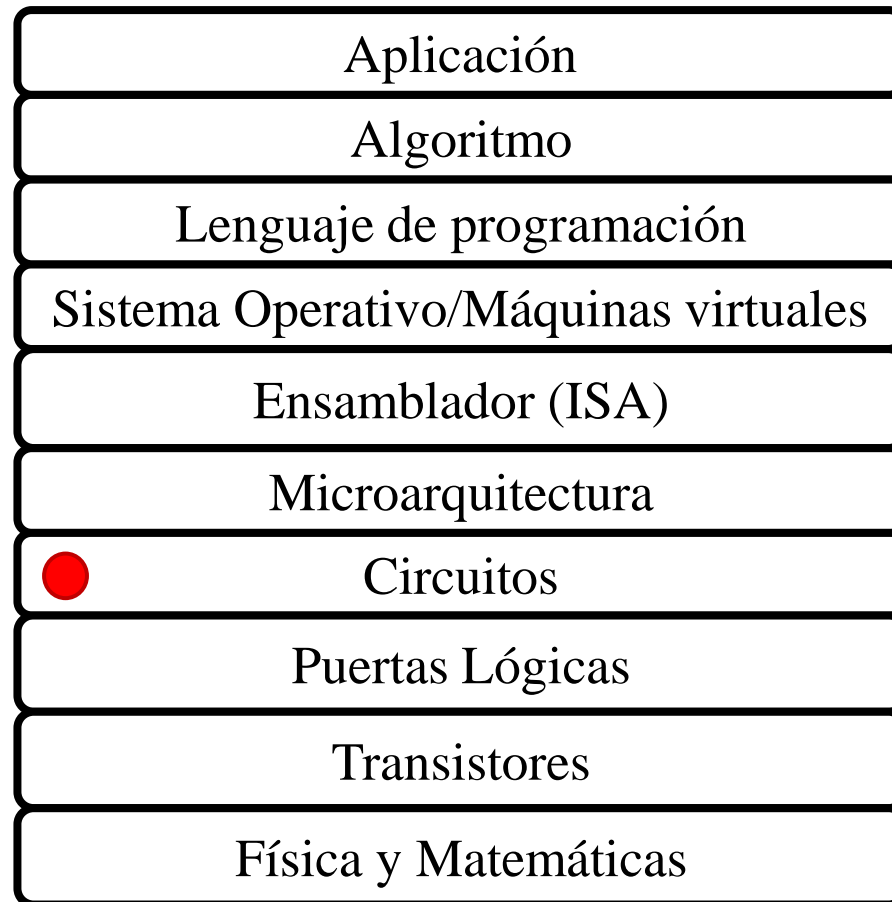 Aplicación
Algoritmo
Lenguaje de programación
Sistema Operativo/Máquinas virtuales
Ensamblador (ISA)
Microarquitectura
Circuitos
Puertas Lógicas
Transistores
Física y Matemáticas